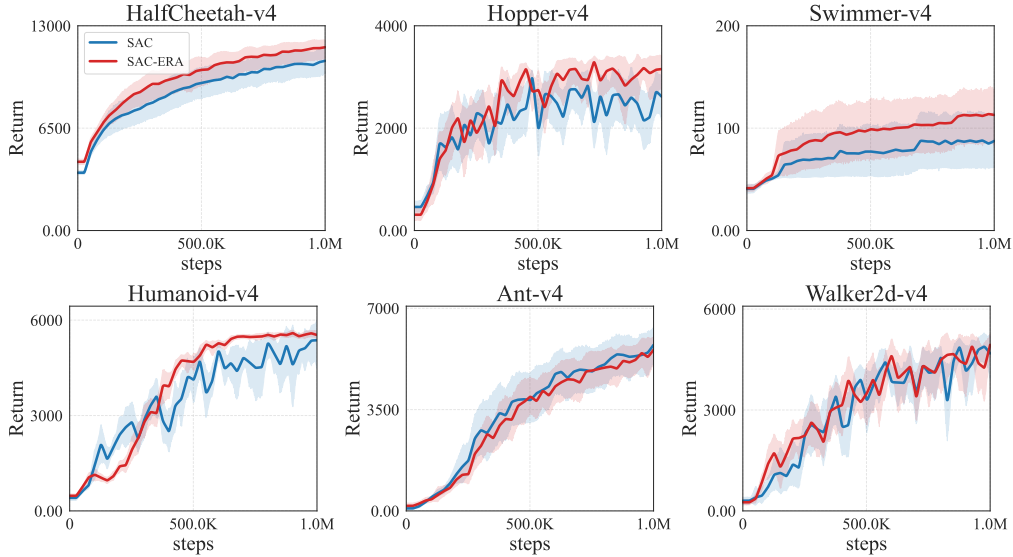 HalfCheetah-v4
13000
6500
0.00
Return
SAC
SAC-ERA
0
500.0K
1.0M
steps
Hopper-v4
4000
2000
0.00
Return
0
500.0K
1.0M
steps
Swimmer-v4
200
100
0.00
Return
0
500.0K
1.0M
steps
Humanoid-v4
6000
3000
0.00
Return
0
500.0K
1.0M
steps
Ant-v4
7000
3500
0.00
Return
0
500.0K
1.0M
steps
Walker2d-v4
6000
3000
0.00
Return
0
500.0K
1.0M
steps